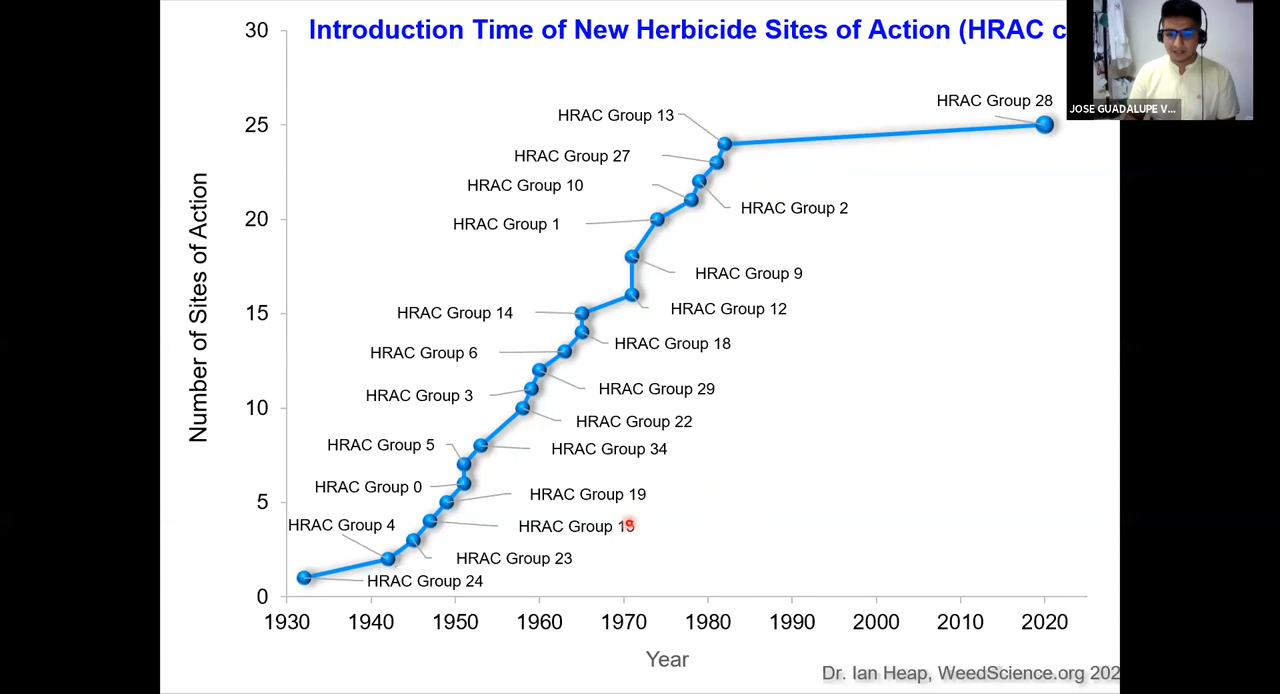 Introduction Time of New Herbicide Sites of Action (HRAC c
JOSE GUADALUPE V...
30
25
20
15
10
5
0
Number of Sites of Action
HRAC Group 28
HRAC Group 13
HRAC Group 27
HRAC Group 10
HRAC Group 2
HRAC Group 1
HRAC Group 9
HRAC Group 12
HRAC Group 14
HRAC Group 18
HRAC Group 6
HRAC Group 29
HRAC Group 3
HRAC Group 22
HRAC Group 5
HRAC Group 34
HRAC Group 0
HRAC Group 19
HRAC Group 4
HRAC Group 15
HRAC Group 23
HRAC Group 24
1930 1940 1950 1960 1970 1980 1990 2000 2010 2020
Year
Dr. Ian Heap, WeedScience.org 202